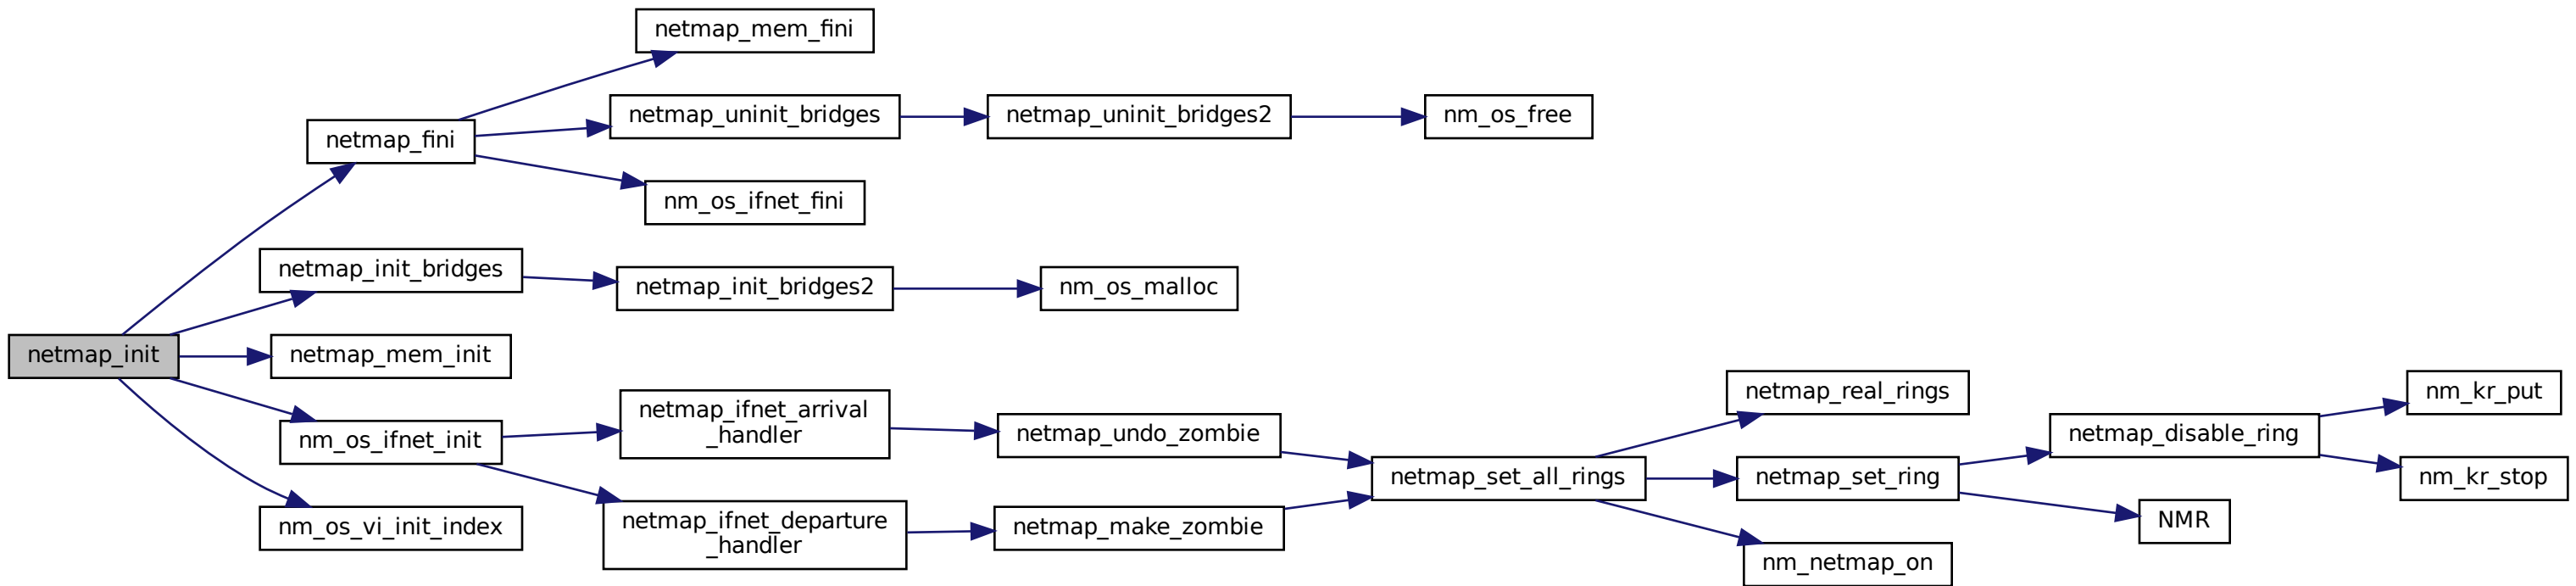 netmap_mem_fini
netmap_uninit_bridges
netmap_uninit_bridges2
nm_os_free
netmap_fini
nm_os_ifnet_fini
netmap_init_bridges
netmap_init_bridges2
nm_os_malloc
netmap_init
netmap_mem_init
netmap_real_rings
nm_kr_put
netmap_ifnet_arrival
_handler
netmap_undo_zombie
netmap_disable_ring
nm_os_ifnet_init
netmap_set_all_rings
netmap_set_ring
nm_kr_stop
nm_os_vi_init_index
netmap_ifnet_departure
_handler
netmap_make_zombie
NMR
nm_netmap_on